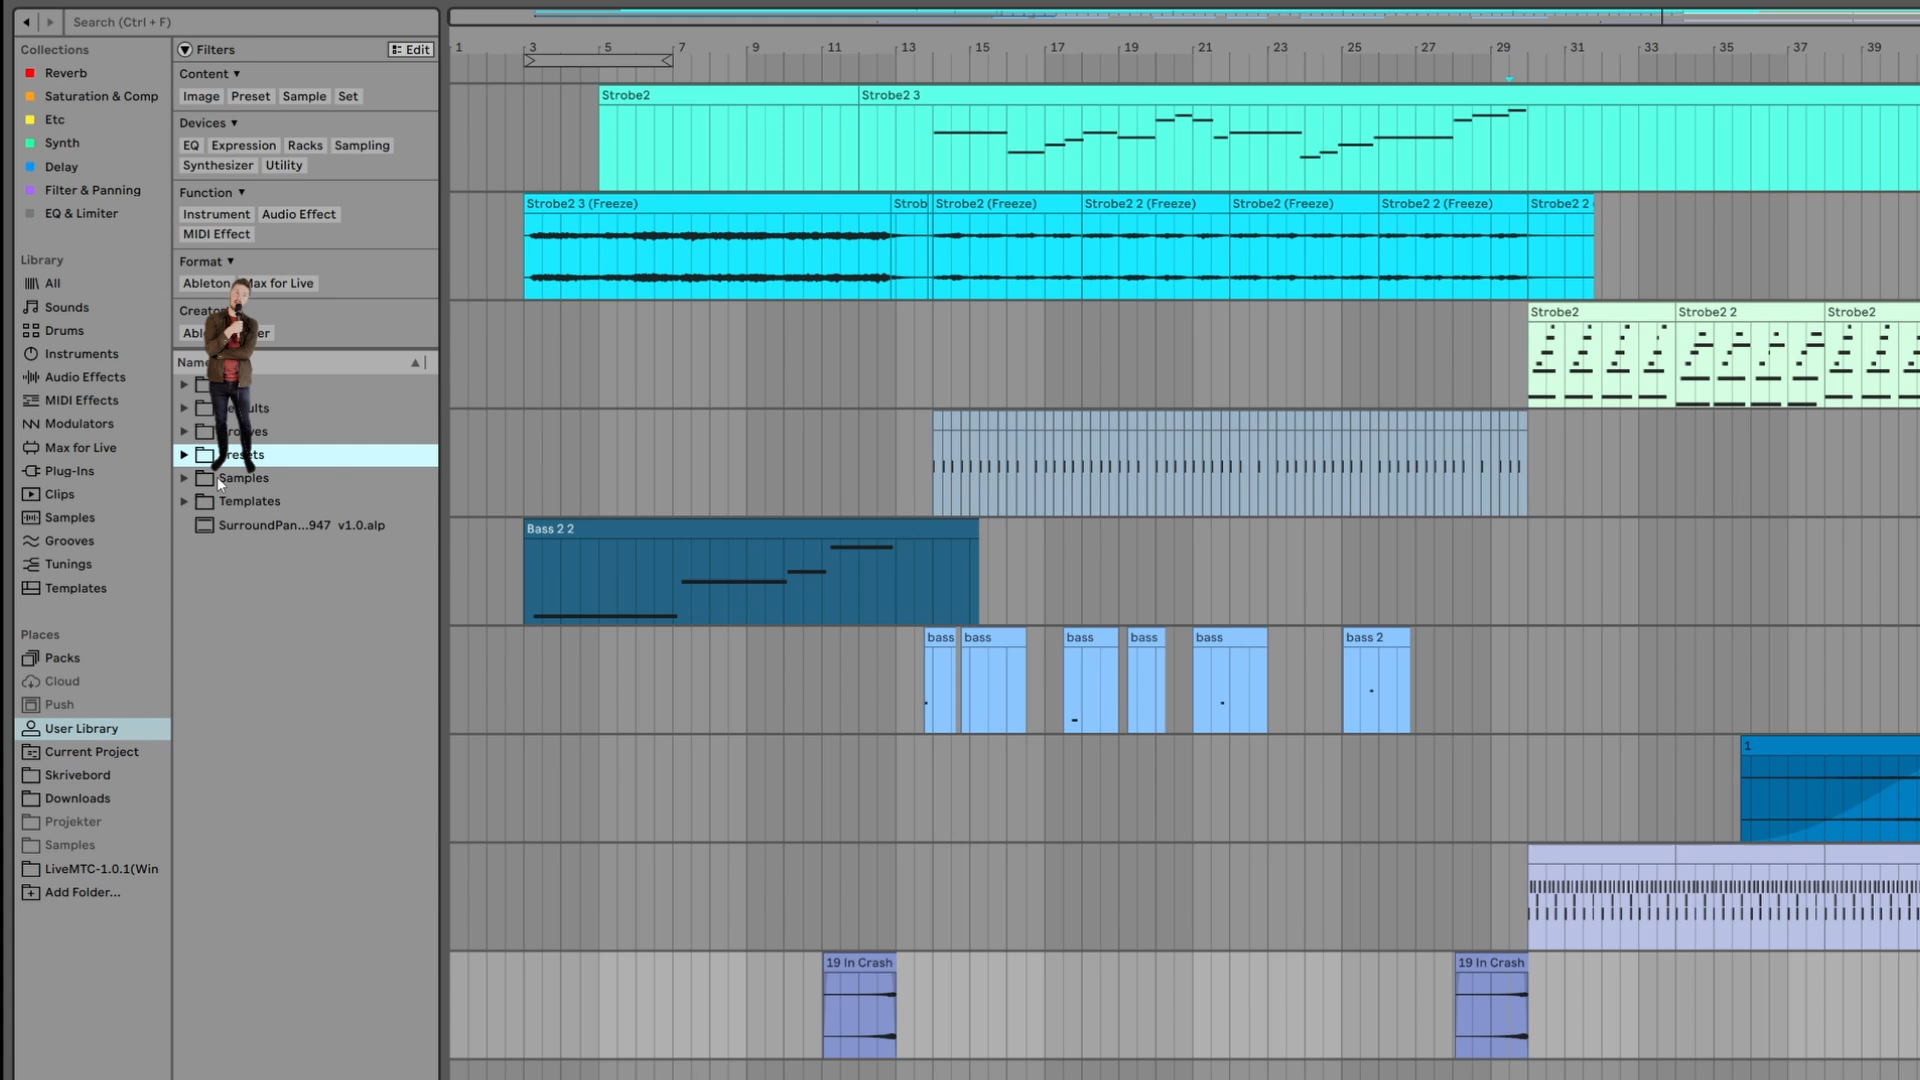 Search (Ctrl + F)
Collections
Reverb
Saturation & Comp
Etc
Synth
Delay
Filter & Panning
EQ & Limiter
Library
All
Sounds
Drums
Instruments
Audio Effects
MIDI Effects
Modulators
Max for Live
Plug-Ins
Clips
Samples
Grooves
Tunings
Templates
Places
Packs
Cloud
Push
User Library
Current Project
Skrivebord
Downloads
Projekter
Samples
LiveMTC-1.0.1(Win
Add Folder...
Filters Edit
Content
Image Preset Sample Set
Devices
EQ Expression Racks Sampling
Synthesizer Utility
Function
Instrument Audio Effect
MIDI Effect
Format
Ableton Max for Live
Samples
Templates
SurroundPan...947 v1.0.alp
1 3 5 7 9 11 13 15 17 19 21 23 25 27 29 31 33 35 37 39
Strobe2 Strobe2 3
Strobe2 3 (Freeze) Strob Strobe2 (Freeze) Strobe2 2 (Freeze) Strobe2 (Freeze) Strobe2 2 (Freeze) Strobe2 2
Strobe2 Strobe2 2 Strobe2
Bass 2 2
bass bass bass bass bass bass 2
1
19 In Crash 19 In Crash